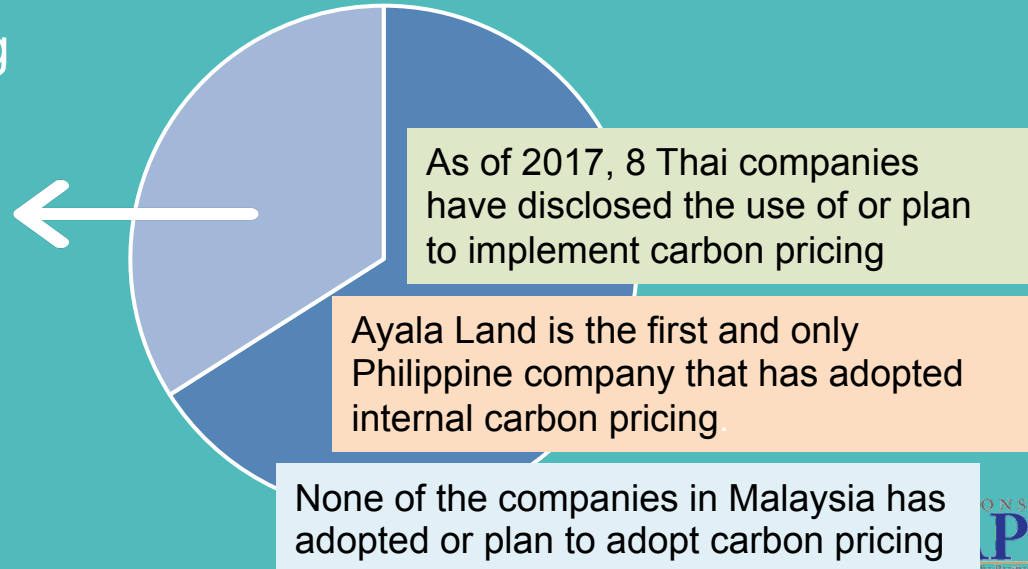 As of 2017, 8 Thai companies
have disclosed the use of or plan
to implement carbon pricing
Ayala Land is the first and only
Philippine company that has adopted
internal carbon pricing.
None of the companies in Malaysia has
adopted or plan to adopt carbon pricing